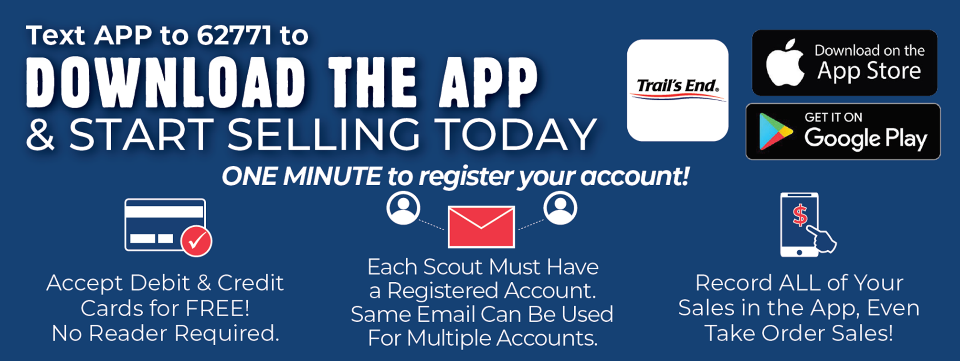 Text APP to 62771 to
DOWNLOAD THE APP
& START SELLING TODAY
Trail's End®
Download on the
App Store
GET IT ON
Google Play
ONE MINUTE to register your account!
Accept Debit & Credit
Cards for FREE!
No Reader Required.
Each Scout Must Have
a Registered Account.
Same Email Can Be Used
For Multiple Accounts.
$
Record ALL of Your
Sales in the App, Even
Take Order Sales!